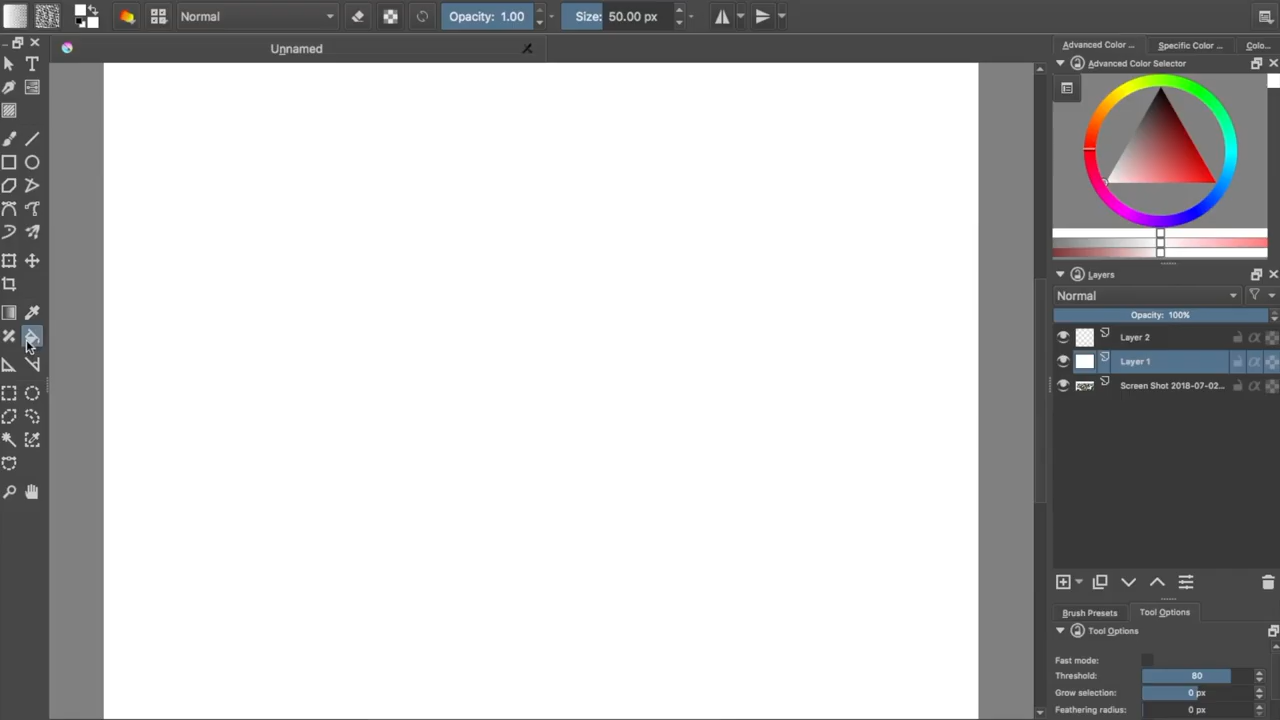 Normal
Opacity: 1.00
Size: 50.00 px
Unnamed
Advanced Color ...
Specific Color ...
Colo...
Advanced Color Selector
T
Layers
Normal
Opacity: 100%
Layer 2
Layer 1
Screen Shot 2018-07-02...
Brush Presets
Tool Options
Tool Options
Fast mode:
Threshold: 80
Grow selection: 0 px
Feathering radius: 0 px